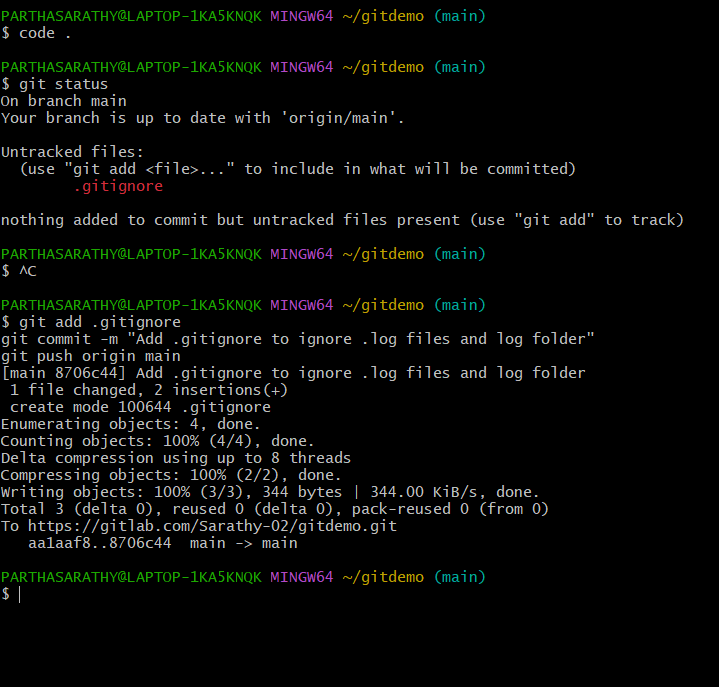 PARTHASARATHY@LAPTOP-1KA5KNQK MINGW64 ~/gitdemo (main)
$ code .
PARTHASARATHY@LAPTOP-1KA5KNQK MINGW64 ~/gitdemo (main)
$ git status
On branch main
Your branch is up to date with 'origin/main'.
Untracked files:
  (use "git add <file>..." to include in what will be committed)
        .gitignore
nothing added to commit but untracked files present (use "git add" to track)
PARTHASARATHY@LAPTOP-1KA5KNQK MINGW64 ~/gitdemo (main)
$ ^C
PARTHASARATHY@LAPTOP-1KA5KNQK MINGW64 ~/gitdemo (main)
$ git add .gitignore
git commit -m "Add .gitignore to ignore .log files and log folder"
git push origin main
[main 8706c44] Add .gitignore to ignore .log files and log folder
 1 file changed, 2 insertions(+)
 create mode 100644 .gitignore
Enumerating objects: 4, done.
Counting objects: 100% (4/4), done.
Delta compression using up to 8 threads
Compressing objects: 100% (2/2), done.
Writing objects: 100% (3/3), 344 bytes | 344.00 KiB/s, done.
Total 3 (delta 0), reused 0 (delta 0), pack-reused 0 (from 0)
To https://gitlab.com/Sarathy-02/gitdemo.git
   aa1aaf8..8706c44  main -> main
PARTHASARATHY@LAPTOP-1KA5KNQK MINGW64 ~/gitdemo (main)
$